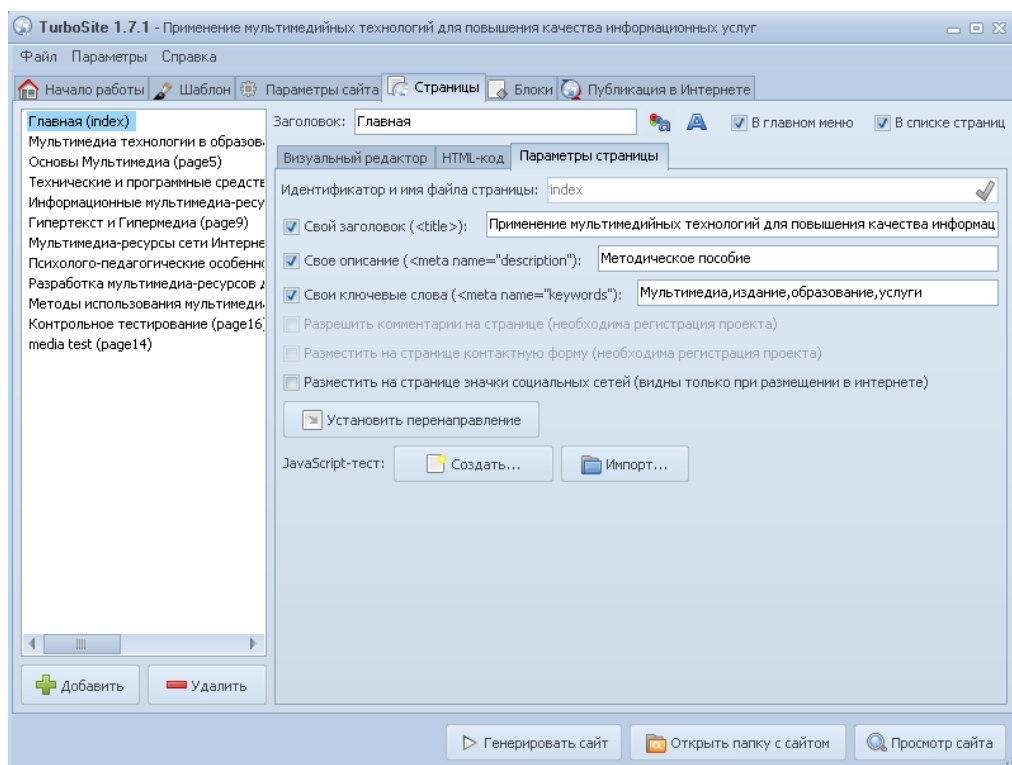 TurboSite 1.7.1 - Применение мультимедийных технологий для повышения качества информационных услуг
Файл Параметры Справка
Начало работы Шаблон Параметры сайта Страницы Блоки Публикация в Интернете
Главная (index)
Мультимедиа технологии в образов
Основы Мультимедиа (page5)
Технические и программные средств
Информационные мультимедиа-ресу
Гипертекст и Гипермедиа (page9)
Мультимедиа-ресурсы сети Интерне
Психолого-педагогические особенн
Разработка мультимедиа-ресурсов д
Методы использования мультимеди
Контрольное тестирование (page16)
media test (page14)
Добавить Удалить
Заголовок: Главная В главном меню В списке страниц
Визуальный редактор HTML-код Параметры страницы
Идентификатор и имя файла страницы: index
Свой заголовок (<title>): Применение мультимедийных технологий для повышения качества информац
Свое описание (<meta name="description"): Методическое пособие
Свои ключевые слова (<meta name="keywords"): Мультимедиа,издание,образование,услуги
Разрешить комментарии на странице (необходима регистрация проекта)
Разместить на странице контактную форму (необходима регистрация проекта)
Разместить на странице значки социальных сетей (видны только при размещении в интернете)
Установить перенаправление
JavaScript-тест: Создать... Импорт...
Генерировать сайт Открыть папку с сайтом Просмотр сайта